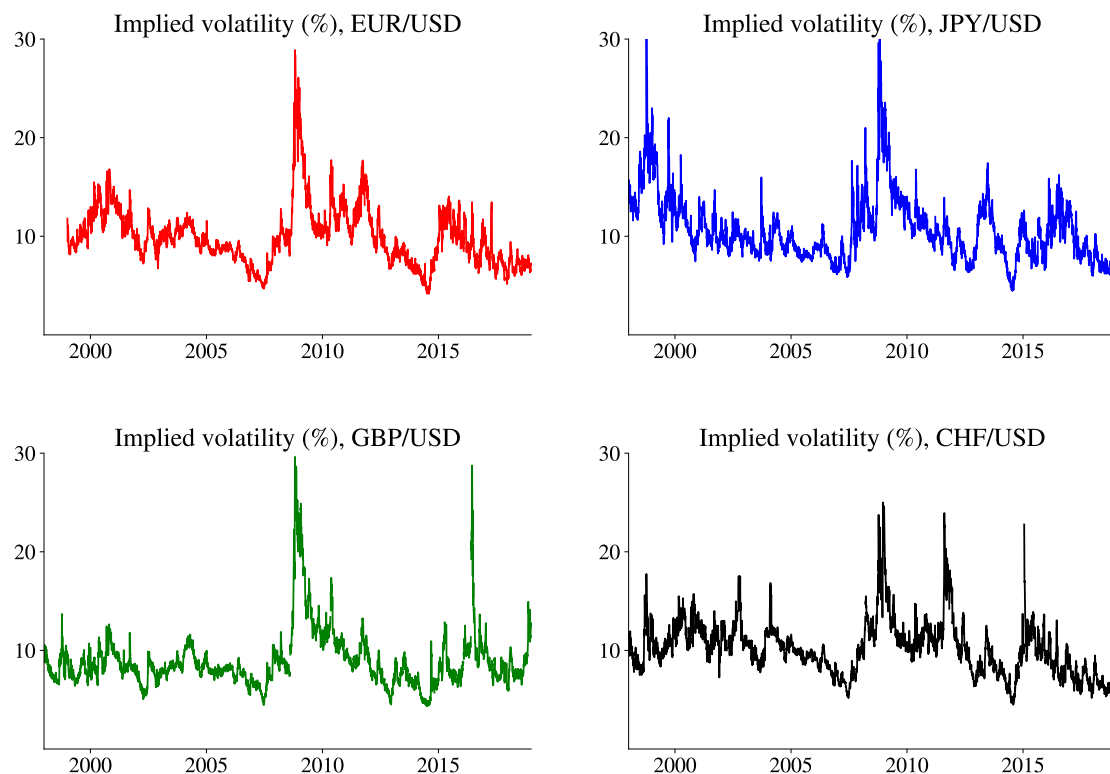 Implied volatility (%), EUR/USD
30
20
10
2000 2005 2010 2015
Implied volatility (%), JPY/USD
30
20
10
2000 2005 2010 2015
Implied volatility (%), GBP/USD
30
20
10
2000 2005 2010 2015
Implied volatility (%), CHF/USD
30
20
10
2000 2005 2010 2015